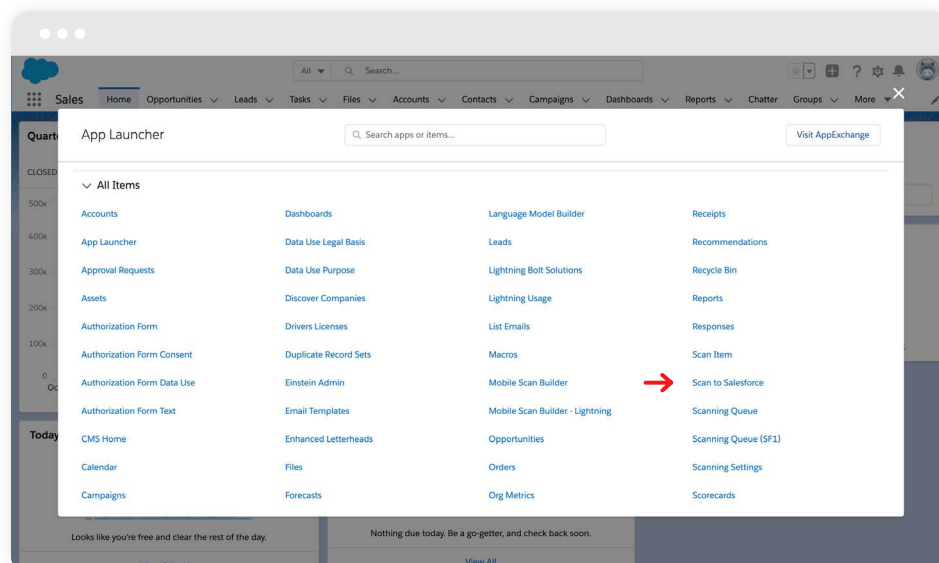 All
Search...
Sales
Home
Opportunities
Leads
Tasks
Files
Accounts
Contacts
Campaigns
Dashboards
Reports
Chatter
Groups
More
Quart
CLOSED
500K
400K
300K
200K
100K
0
Oc
App Launcher
Search apps or items...
Visit AppExchange
All Items
Accounts
App Launcher
Approval Requests
Assets
Authorization Form
Authorization Form Consent
Authorization Form Data Use
Authorization Form Text
CMS Home
Calendar
Campaigns
Dashboards
Data Use Legal Basis
Data Use Purpose
Discover Companies
Drivers Licenses
Duplicate Record Sets
Einstein Admin
Email Templates
Enhanced Letterheads
Files
Forecasts
Language Model Builder
Leads
Lightning Bolt Solutions
Lightning Usage
List Emails
Macros
Mobile Scan Builder
Mobile Scan Builder - Lightning
Opportunities
Orders
Org Metrics
Receipts
Recommendations
Recycle Bin
Reports
Responses
Scan Item
Scan to Salesforce
Scanning Queue
Scanning Queue (SF1)
Scanning Settings
Scorecards
Today
Looks like you're free and clear the rest of the day.
Nothing due today. Be a go-getter, and check back soon.
View All